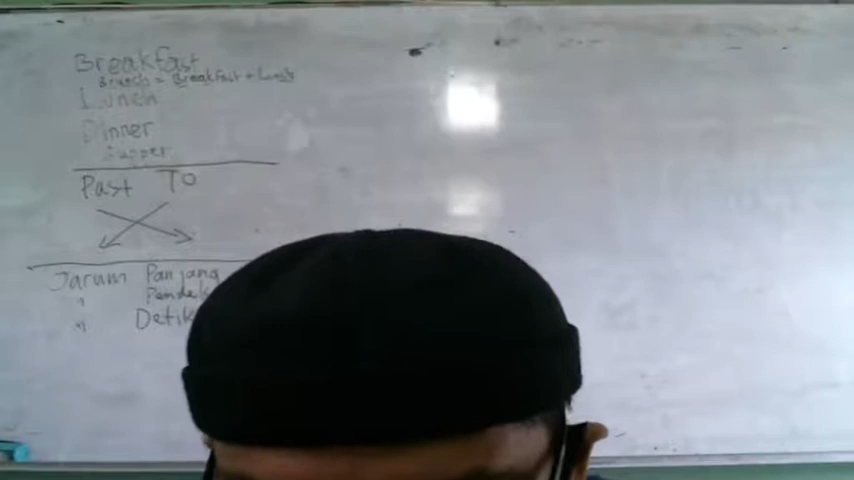 Breakfast
Brunch = Breakfast + Lunch
Lunch
Dinner
Supper
Past To
Jarum Panjang
" Pendek
" Detik